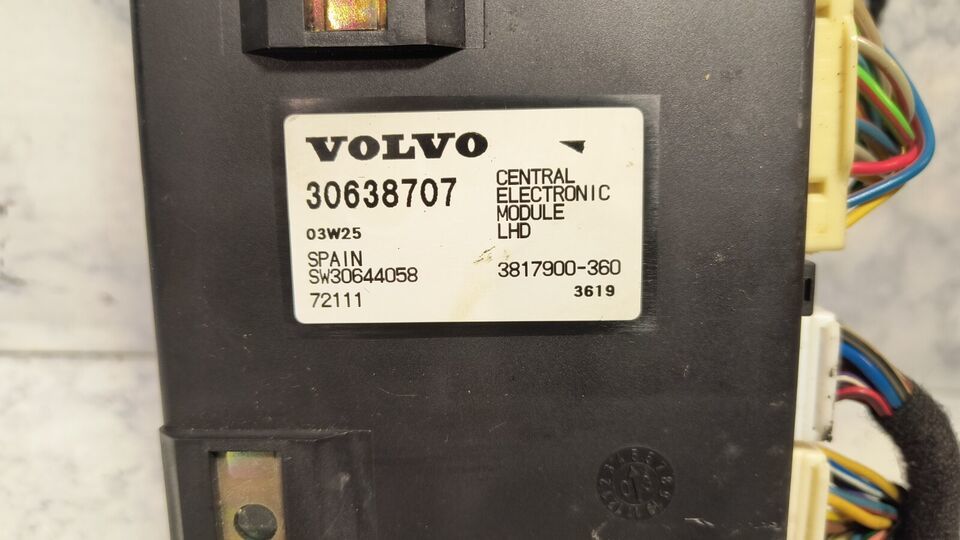 VOLVO
30638707
CENTRAL
ELECTRONIC
MODULE
LHD
03W25
SPAIN
SW30644058
3817900-360
72111
3619